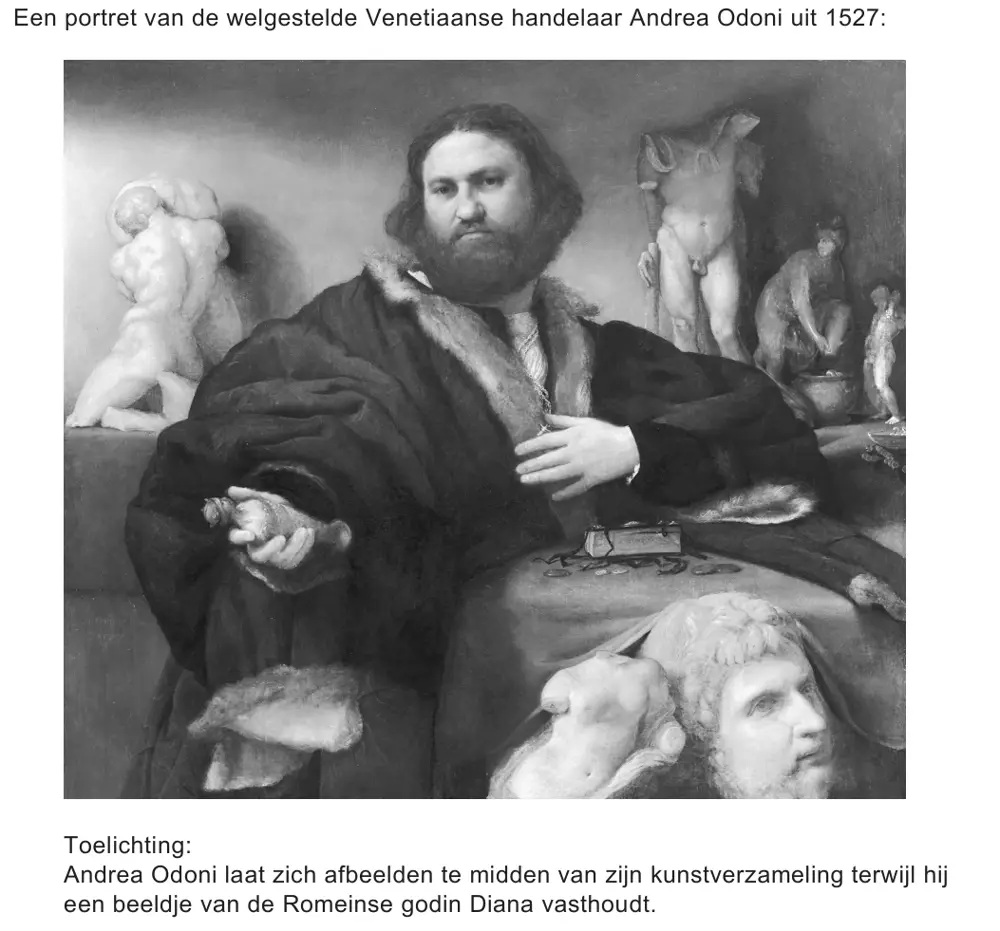 Een portret van de welgestelde Venetiaanse handelaar Andrea Odoni uit 1527:
Toelichting:
Andrea Odoni laat zich afbeelden te midden van zijn kunstverzameling terwijl hij
een beeldje van de Romeinse godin Diana vasthoudt.